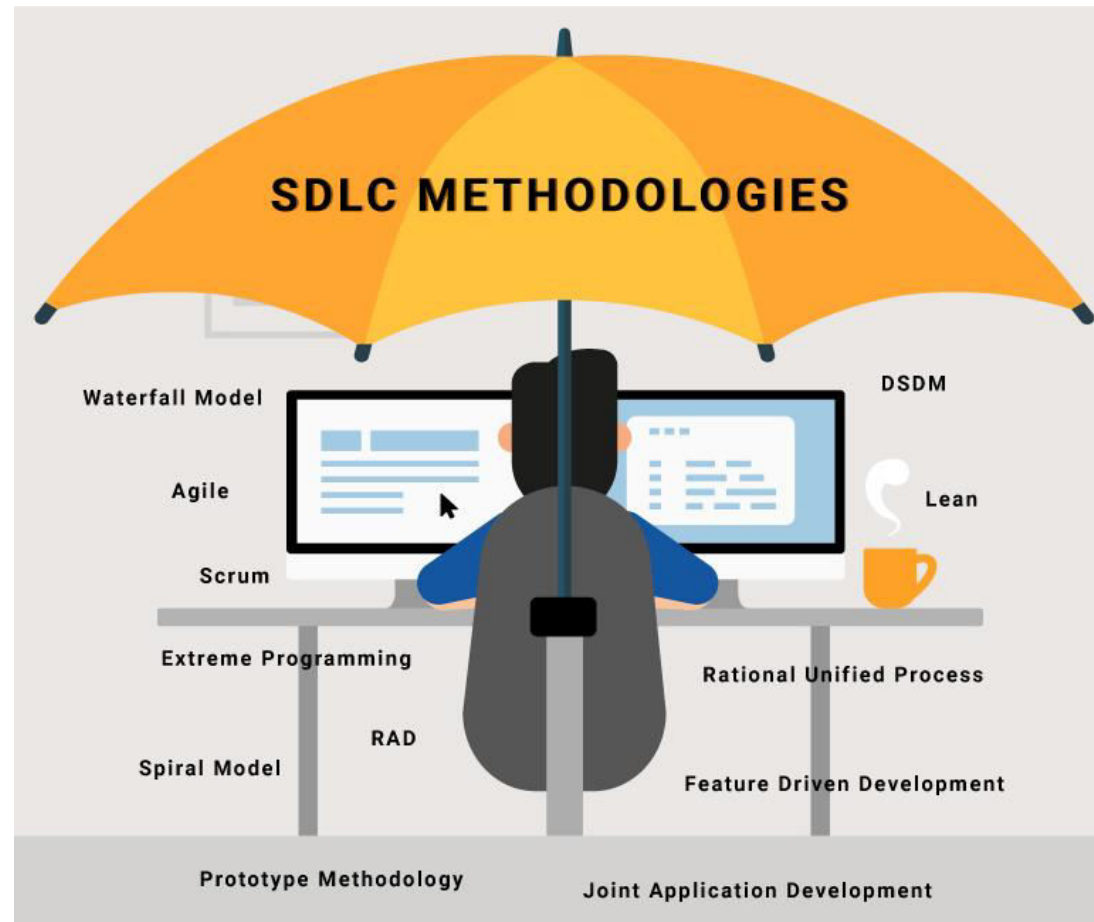 SDLC METHODOLOGIES
Waterfall Model
DSDM
Agile
Lean
Scrum
Extreme Programming
Rational Unified Process
RAD
Spiral Model
Feature Driven Development
Prototype Methodology
Joint Application Development